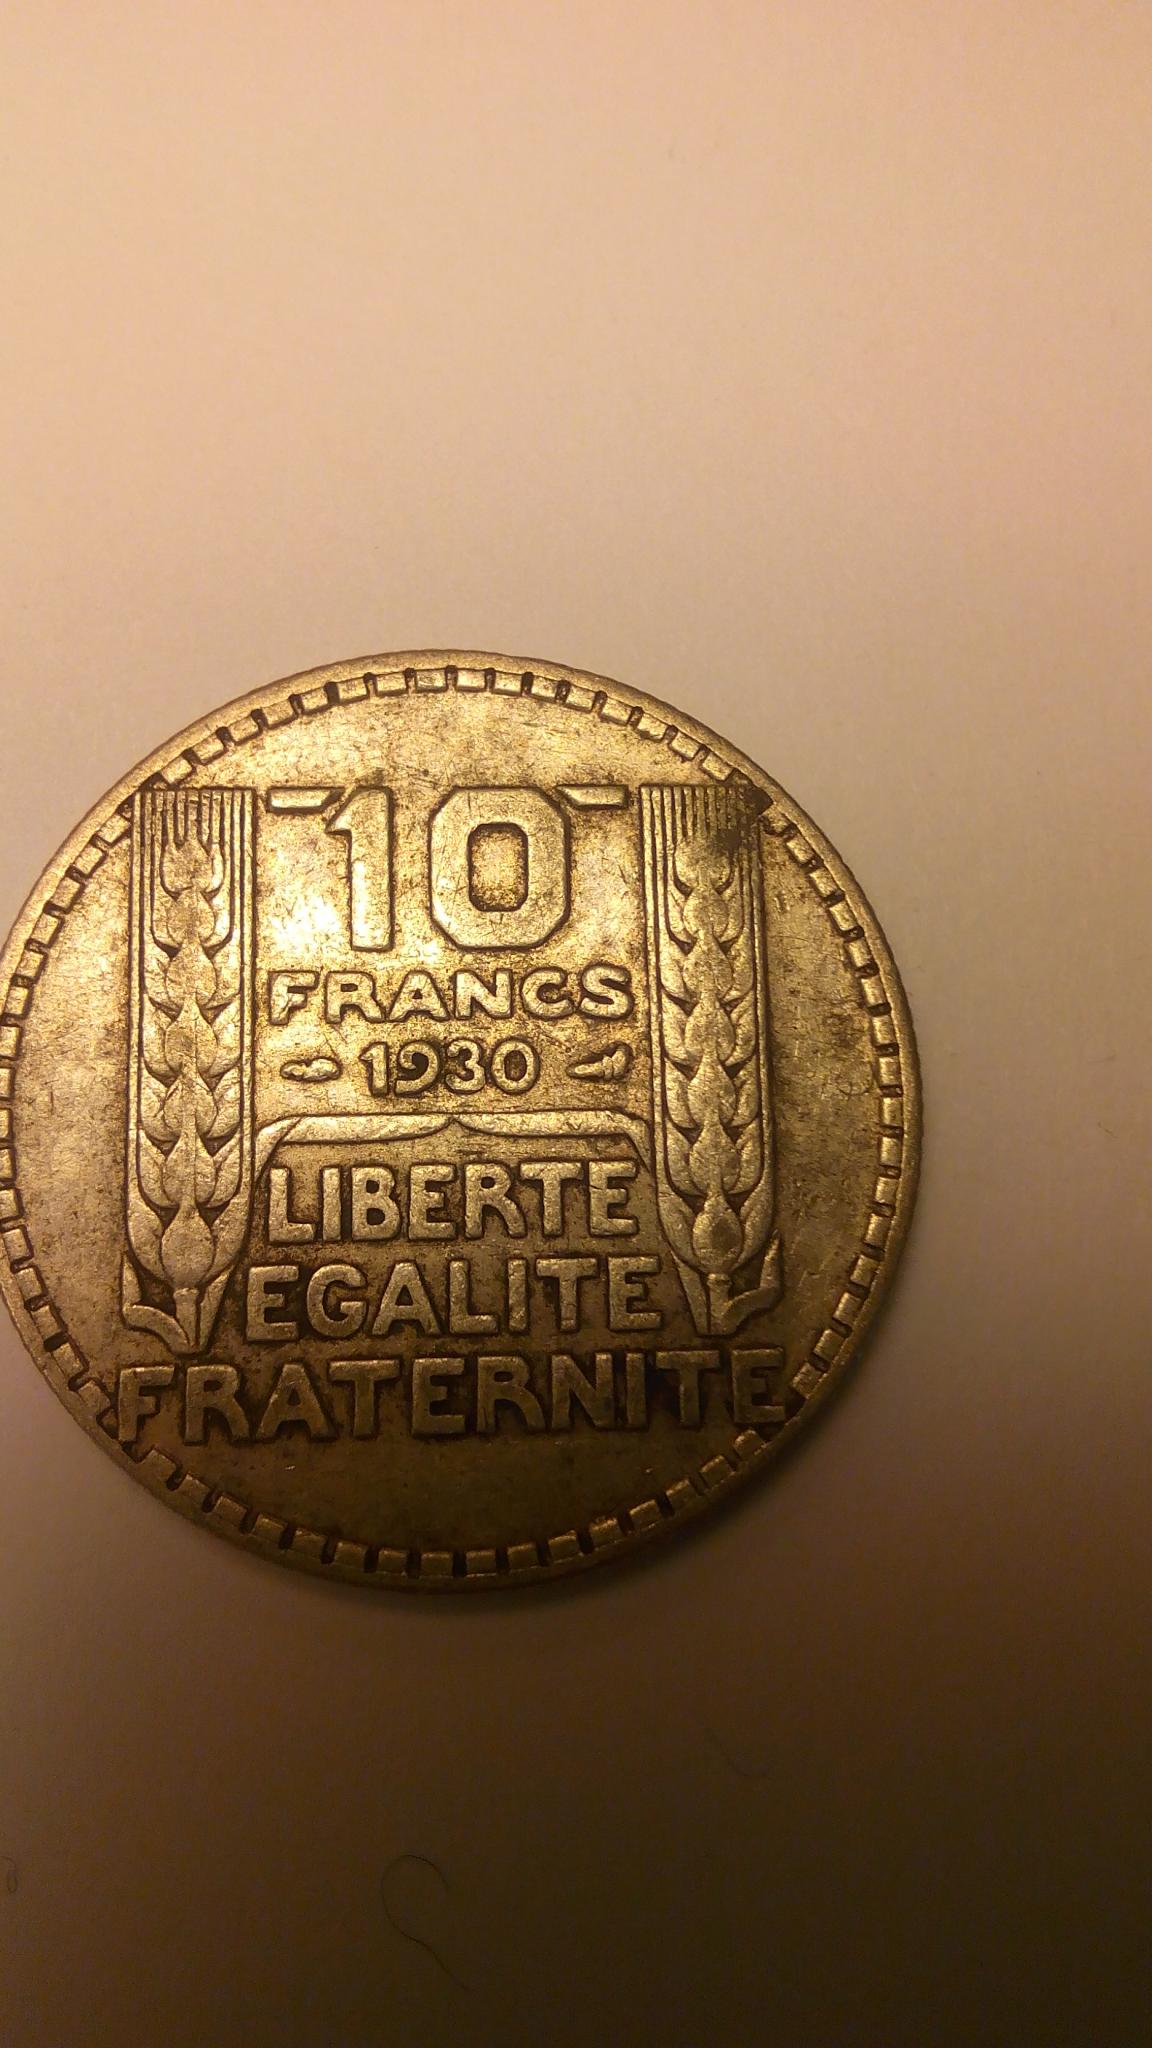 10
FRANCS
1930
LIBERTE
EGALITE
FRATERNITE